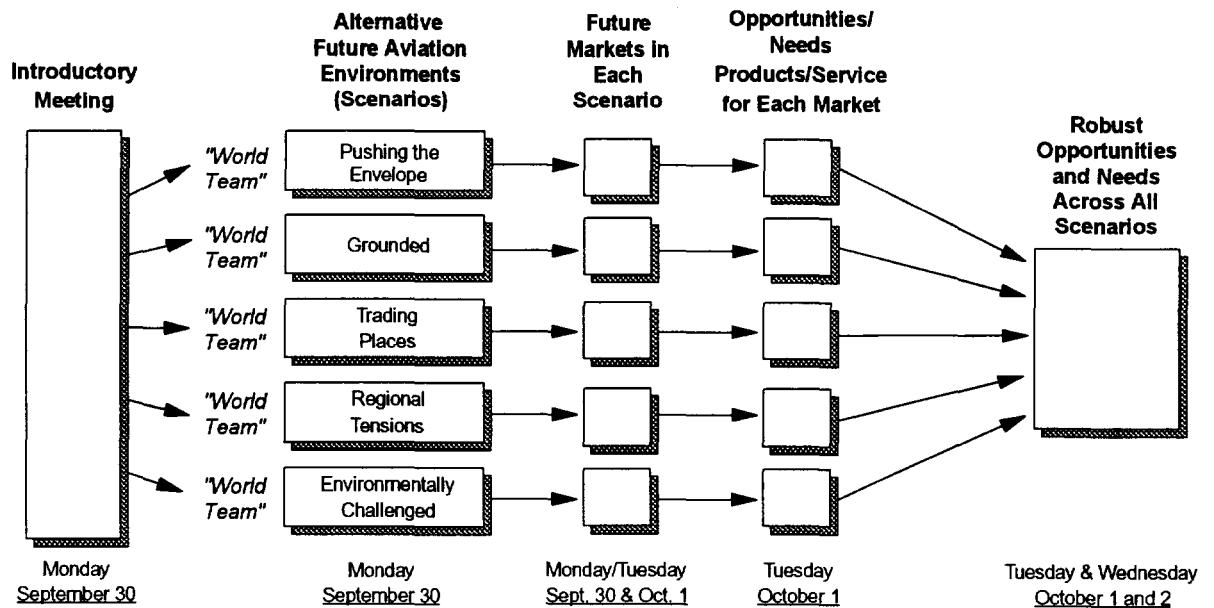 Introductory
Meeting
Alternative
Future Aviation
Environments
(Scenarios)
Future
Markets in
Each
Scenario
Opportunities/
Needs
Products/Service
for Each Market
Robust
Opportunities
and Needs
Across All
Scenarios
"World
Team"
Pushing the
Envelope
"World
Team"
Grounded
"World
Team"
Trading
Places
"World
Team"
Regional
Tensions
"World
Team"
Environmentally
Challenged
Monday
September 30
Monday
September 30
Monday/Tuesday
Sept. 30 & Oct. 1
Tuesday
October 1
Tuesday & Wednesday
October 1 and 2